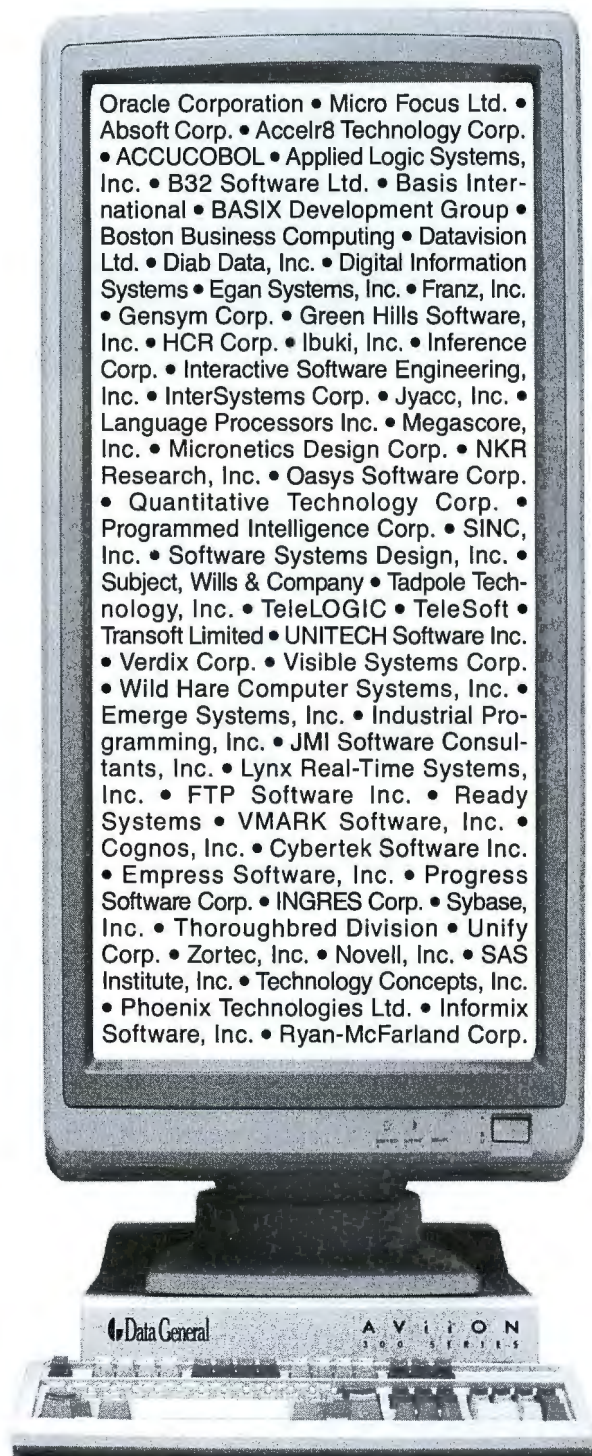 Oracle Corporation • Micro Focus Ltd. •
Absoft Corp. • Accelr8 Technology Corp.
• ACCUCOBOL • Applied Logic Systems,
Inc. • B32 Software Ltd. • Basis Inter-
national • BASIX Development Group •
Boston Business Computing • Datavision
Ltd. • Diab Data, Inc. • Digital Information
Systems • Egan Systems, Inc. • Franz, Inc.
• Gensym Corp. • Green Hills Software,
Inc. • HCR Corp. • Ibuki, Inc. • Inference
Corp. • Interactive Software Engineering,
Inc. • InterSystems Corp. • Jyacc, Inc. •
Language Processors Inc. • Megascore,
Inc. • Micronetics Design Corp. • NKR
Research, Inc. • Oasys Software Corp.
• Quantitative Technology Corp. •
Programmed Intelligence Corp. • SINC,
Inc. • Software Systems Design, Inc. •
Subject, Wills & Company • Tadpole Tech-
nology, Inc. • TeleLOGIC • TeleSoft •
Transoft Limited • UNITECH Software Inc.
• Verdix Corp. • Visible Systems Corp.
• Wild Hare Computer Systems, Inc. •
Emerge Systems, Inc. • Industrial Pro-
gramming, Inc. • JMI Software Consul-
tants, Inc. • Lynx Real-Time Systems,
Inc. • FTP Software Inc. • Ready
Systems • VMARK Software, Inc. •
Cognos, Inc. • Cybertek Software Inc.
• Empress Software, Inc. • Progress
Software Corp. • INGRES Corp. • Sybase,
Inc. • Thoroughbred Division • Unify
Corp. • Zortec, Inc. • Novell, Inc. • SAS
Institute, Inc. • Technology Concepts, Inc.
• Phoenix Technologies Ltd. • Informix
Software, Inc. • Ryan-McFarland Corp.
Data General AViiON
300 SERIES